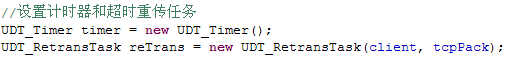 //设置计时器和超时重传任务
UDT_Timer timer = new UDT_Timer();
UDT_RetransTask reTrans = new UDT_RetransTask(client, tcpPack);